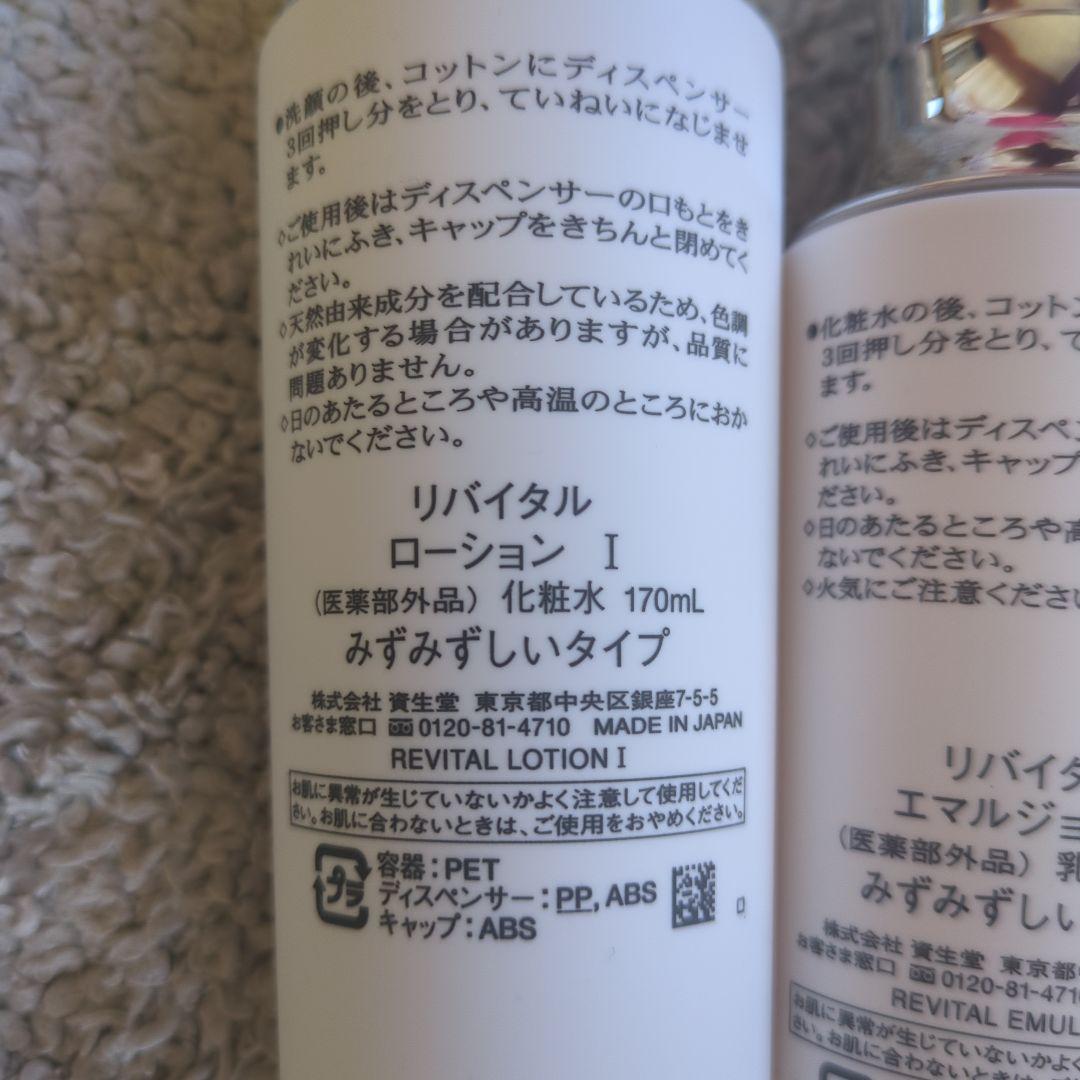 ●洗顔の後、コットンにディスペンサー
3回押し分をとり、ていねいになじませ
ます。
◇ご使用後はディスペンサーの口もとをき
れいにふき、キャップをきちんと閉めてく
ださい。
◇天然由来成分を配合しているため、色調
が変化する場合がありますが、品質に
問題ありません。
◇日のあたるところや高温のところにおか
ないでください。
リバイタル
ローション Ⅰ
(医薬部外品) 化粧水 170mL
みずみずしいタイプ
株式会社 資生堂 東京都中央区銀座7-5-5
お客さま窓口 0120-81-4710 MADE IN JAPAN
REVITAL LOTION Ⅰ
お肌に異常が生じていないかよく注意して使用してくだ
さい。お肌に合わないときは、ご使用をおやめください。
プラ
容器:PET
ディスペンサー:PP, ABS
キャップ:ABS
●化粧水の後、コットン
3回押し分をとり、て
ます。
◇ご使用後はディスペン
れいにふき、キャップ
ださい。
◇日のあたるところや高
ないでください。
◇火気にご注意ください
リバイタ
エマルジョ
(医薬部外品) 乳
みずみずしい
株式会社 資生堂 東京都
お客さま窓口 0120-81-471
REVITAL EMUL
お肌に異常が生じていないかよく
さい。お肌に合わないときは